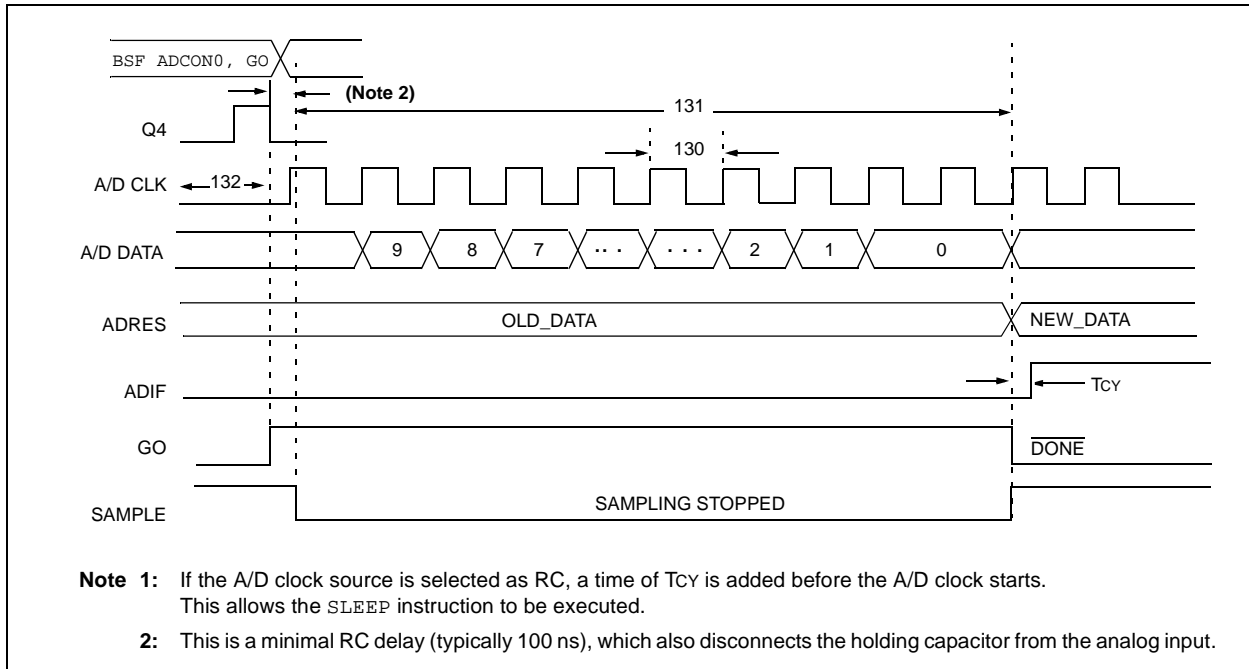 BSF ADCON0, GO
(Note 2)
131
Q4
130
A/D CLK
132
A/D DATA
9 8 7 .. . . . . 2 1 0
ADRES
OLD_DATA
NEW_DATA
ADIF
TCY
GO
DONE
SAMPLE
SAMPLING STOPPED
Note 1: If the A/D clock source is selected as RC, a time of TCY is added before the A/D clock starts.
This allows the SLEEP instruction to be executed.
2: This is a minimal RC delay (typically 100 ns), which also disconnects the holding capacitor from the analog input.